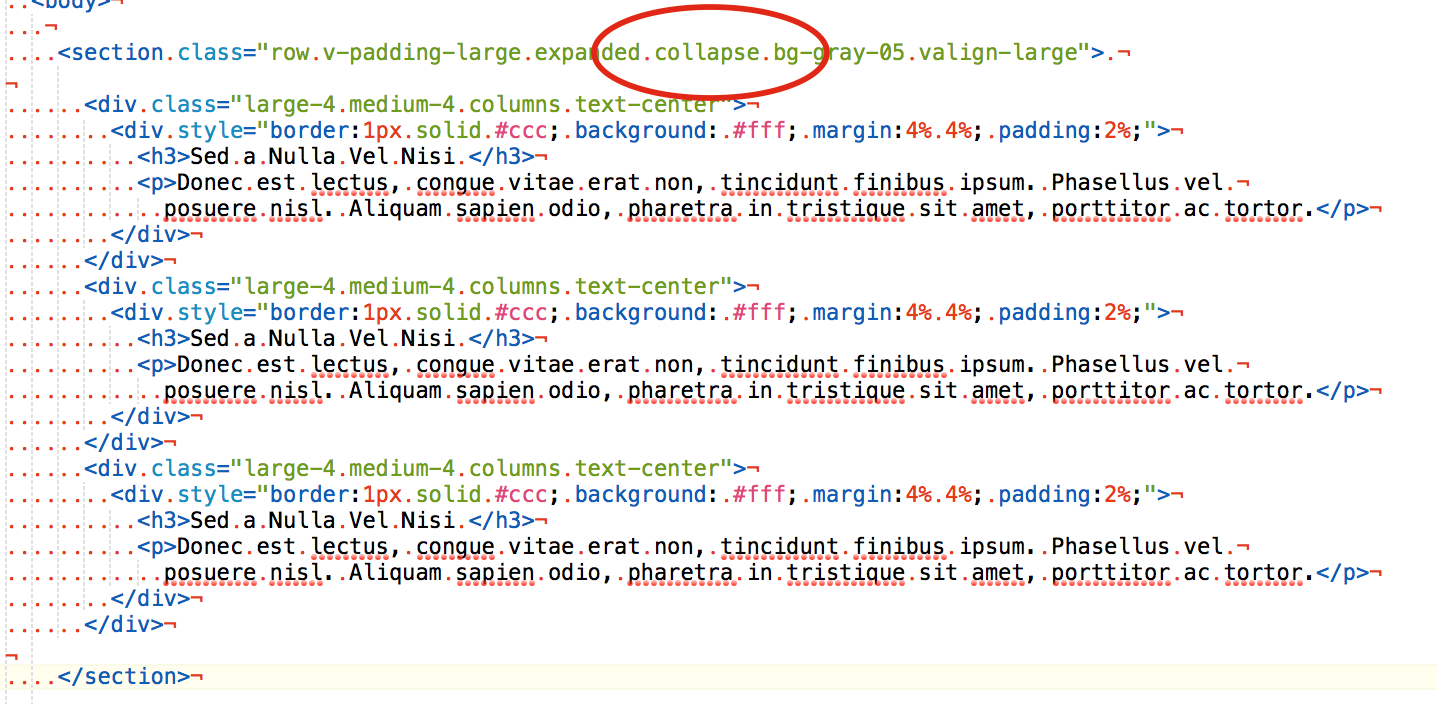 <body>
<section class="row v-padding-large expanded collapse bg-gray-05 valign-large">
<div class="large-4 medium-4 columns text-center">
<div style="border:1px solid #ccc; background: #fff; margin:4% 4%; padding:2%;">
<h3>Sed a Nulla Vel Nisi </h3>
<p>Donec est lectus, congue vitae erat non, tincidunt finibus ipsum. Phasellus vel
posuere nisl. Aliquam sapien odio, pharetra in tristique sit amet, porttitor ac tortor.</p>
</div>
</div>
<div class="large-4 medium-4 columns text-center">
<div style="border:1px solid #ccc; background: #fff; margin:4% 4%; padding:2%;">
<h3>Sed a Nulla Vel Nisi </h3>
<p>Donec est lectus, congue vitae erat non, tincidunt finibus ipsum. Phasellus vel
posuere nisl. Aliquam sapien odio, pharetra in tristique sit amet, porttitor ac tortor.</p>
</div>
</div>
<div class="large-4 medium-4 columns text-center">
<div style="border:1px solid #ccc; background: #fff; margin:4% 4%; padding:2%;">
<h3>Sed a Nulla Vel Nisi </h3>
<p>Donec est lectus, congue vitae erat non, tincidunt finibus ipsum. Phasellus vel
posuere nisl. Aliquam sapien odio, pharetra in tristique sit amet, porttitor ac tortor.</p>
</div>
</div>
</section>